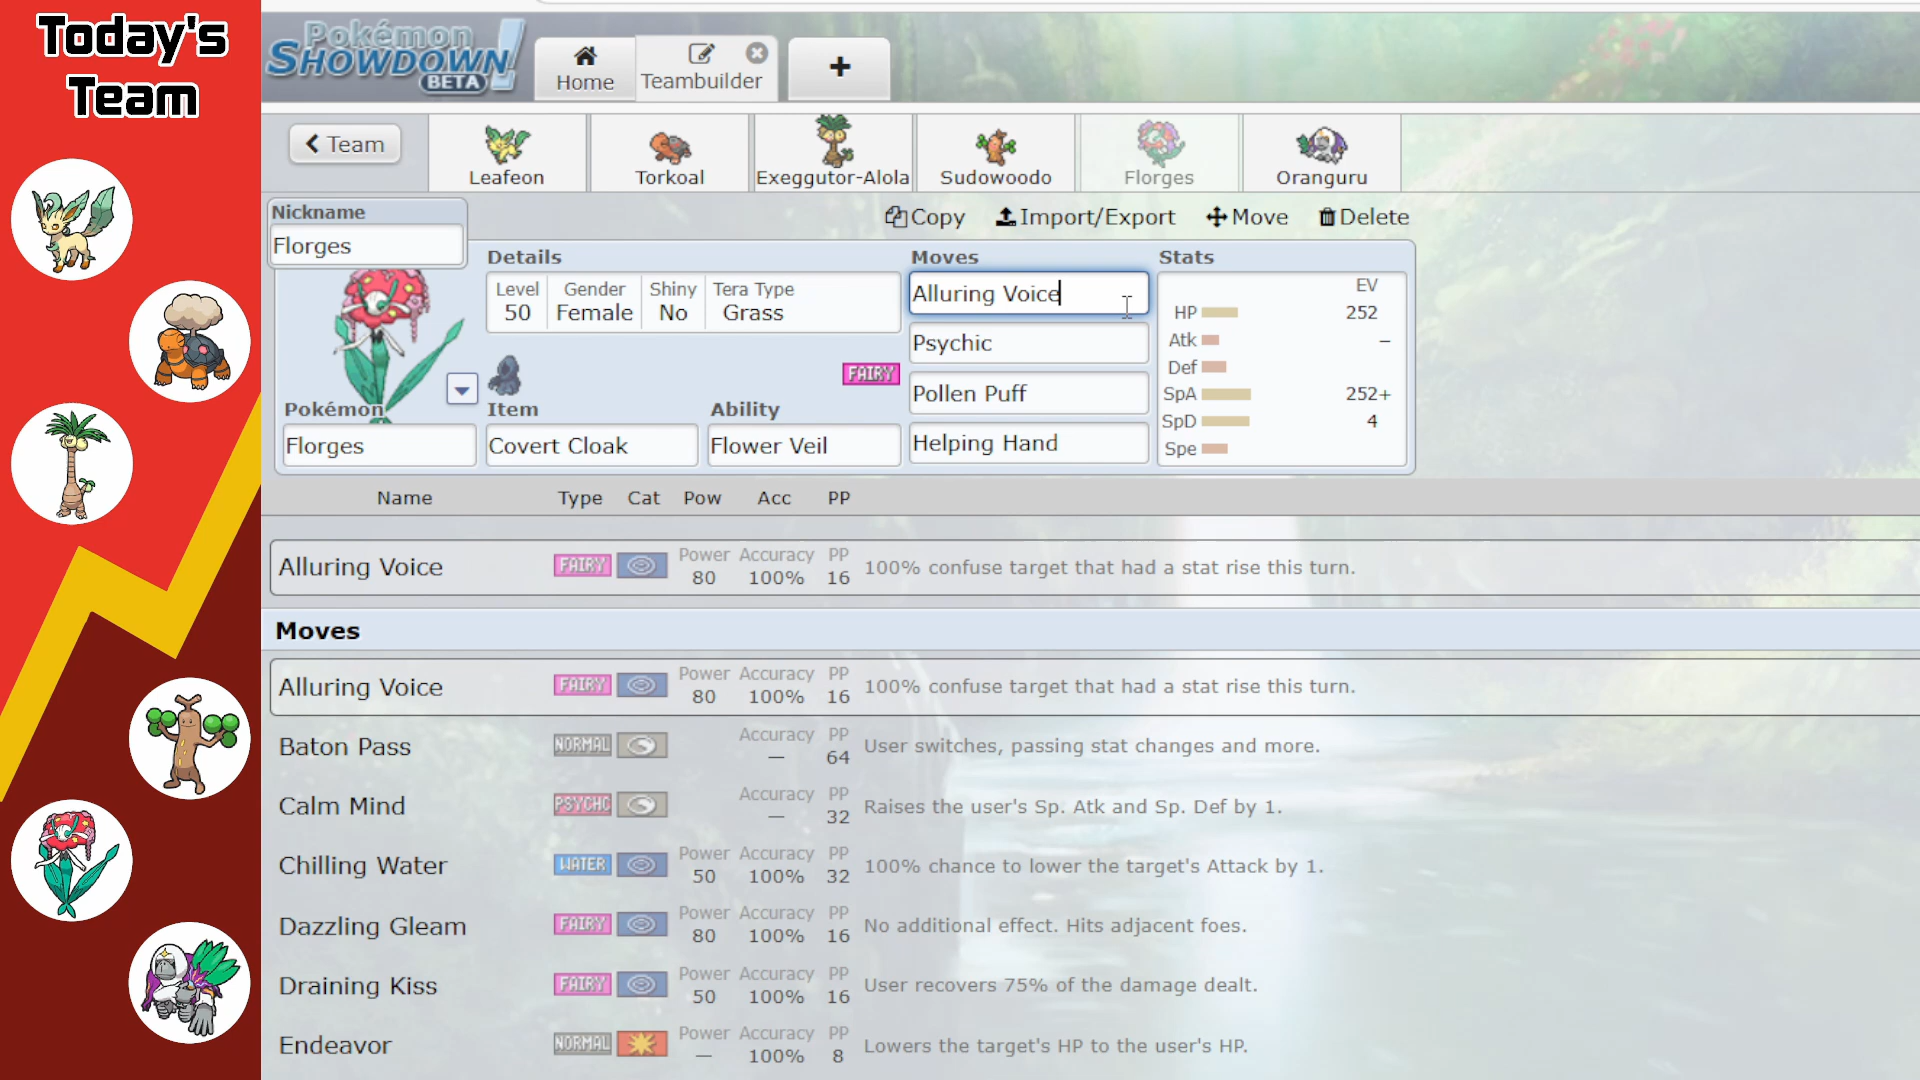 Today's
Team
Pokémon
SHOWDOWN!
BETA
Home
Teambuilder
Team
Leafeon
Torkoal
Exeggutor-Alola
Sudowoodo
Florges
Oranguru
Nickname
Florges
Copy
Import/Export
Move
Delete
Details
Level
50
Gender
Female
Shiny
No
Tera Type
Grass
FAIRY
Pokémon
Florges
Item
Covert Cloak
Ability
Flower Veil
Moves
Alluring Voice
Psychic
Pollen Puff
Helping Hand
Stats
EV
HP 252
Atk –
Def
SpA 252+
SpD 4
Spe
Name Type Cat Pow Acc PP
Alluring Voice FAIRY Power 80 Accuracy 100% PP 16 100% confuse target that had a stat rise this turn.
Moves
Alluring Voice FAIRY Power 80 Accuracy 100% PP 16 100% confuse target that had a stat rise this turn.
Baton Pass NORMAL Accuracy — PP 64 User switches, passing stat changes and more.
Calm Mind PSYCHC Accuracy — PP 32 Raises the user's Sp. Atk and Sp. Def by 1.
Chilling Water WATER Power 50 Accuracy 100% PP 32 100% chance to lower the target's Attack by 1.
Dazzling Gleam FAIRY Power 80 Accuracy 100% PP 16 No additional effect. Hits adjacent foes.
Draining Kiss FAIRY Power 50 Accuracy 100% PP 16 User recovers 75% of the damage dealt.
Endeavor NORMAL Power — Accuracy 100% PP 8 Lowers the target's HP to the user's HP.